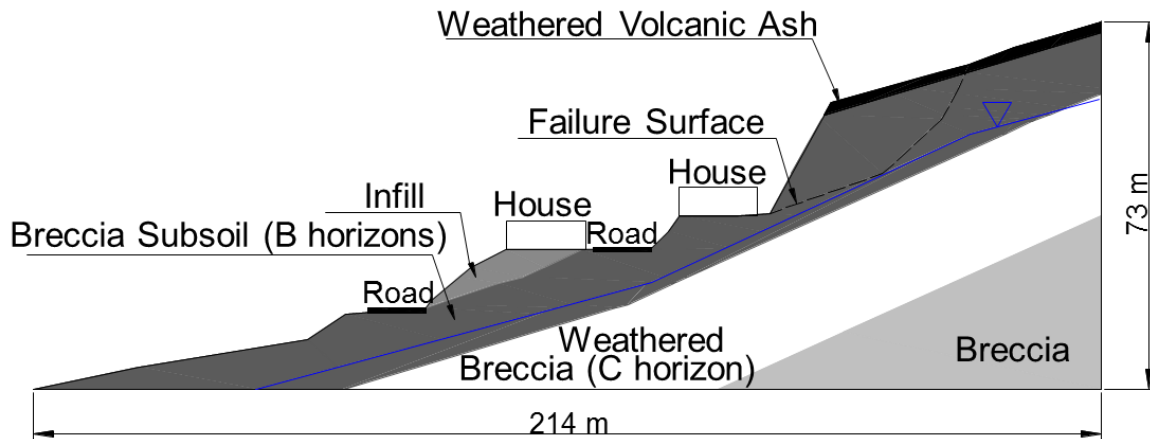 Weathered Volcanic Ash
Failure Surface
House
Infill
House
Breccia Subsoil (B horizons)
Road
Road
73 m
Weathered
Breccia (C horizon)
Breccia
214 m